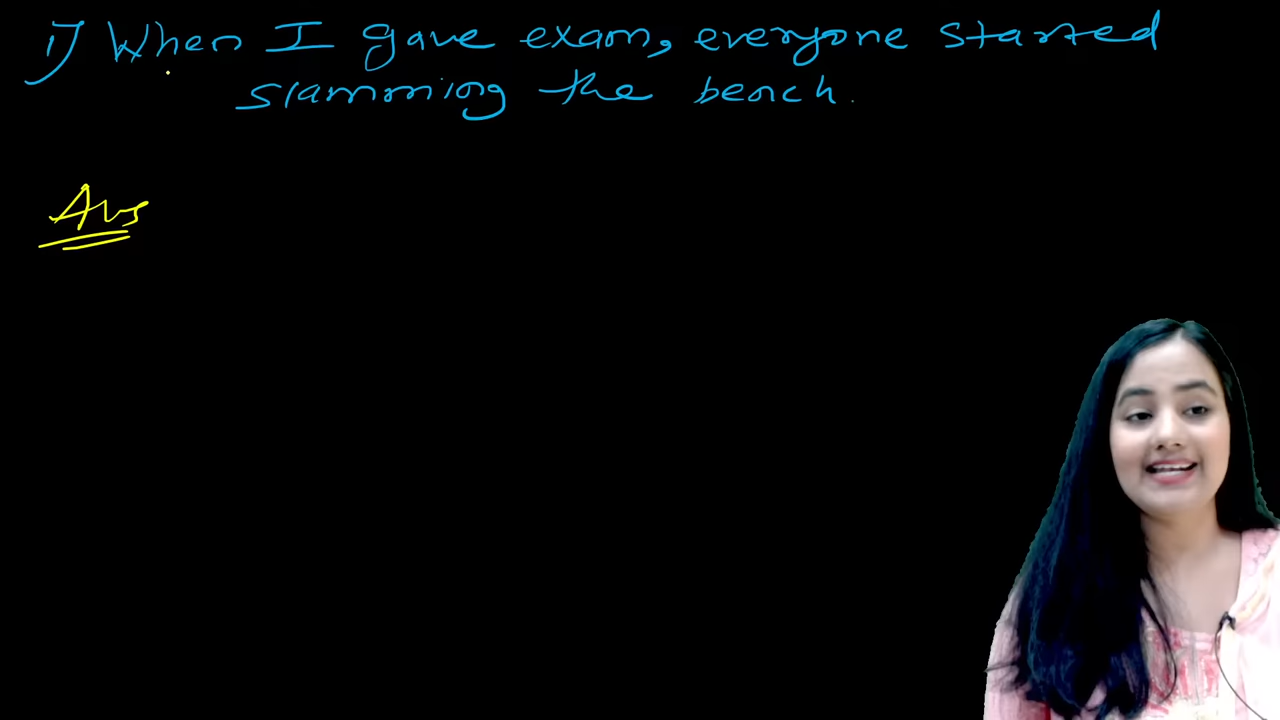 1) When I gave exam, everyone started
slamming the bench.
Ans